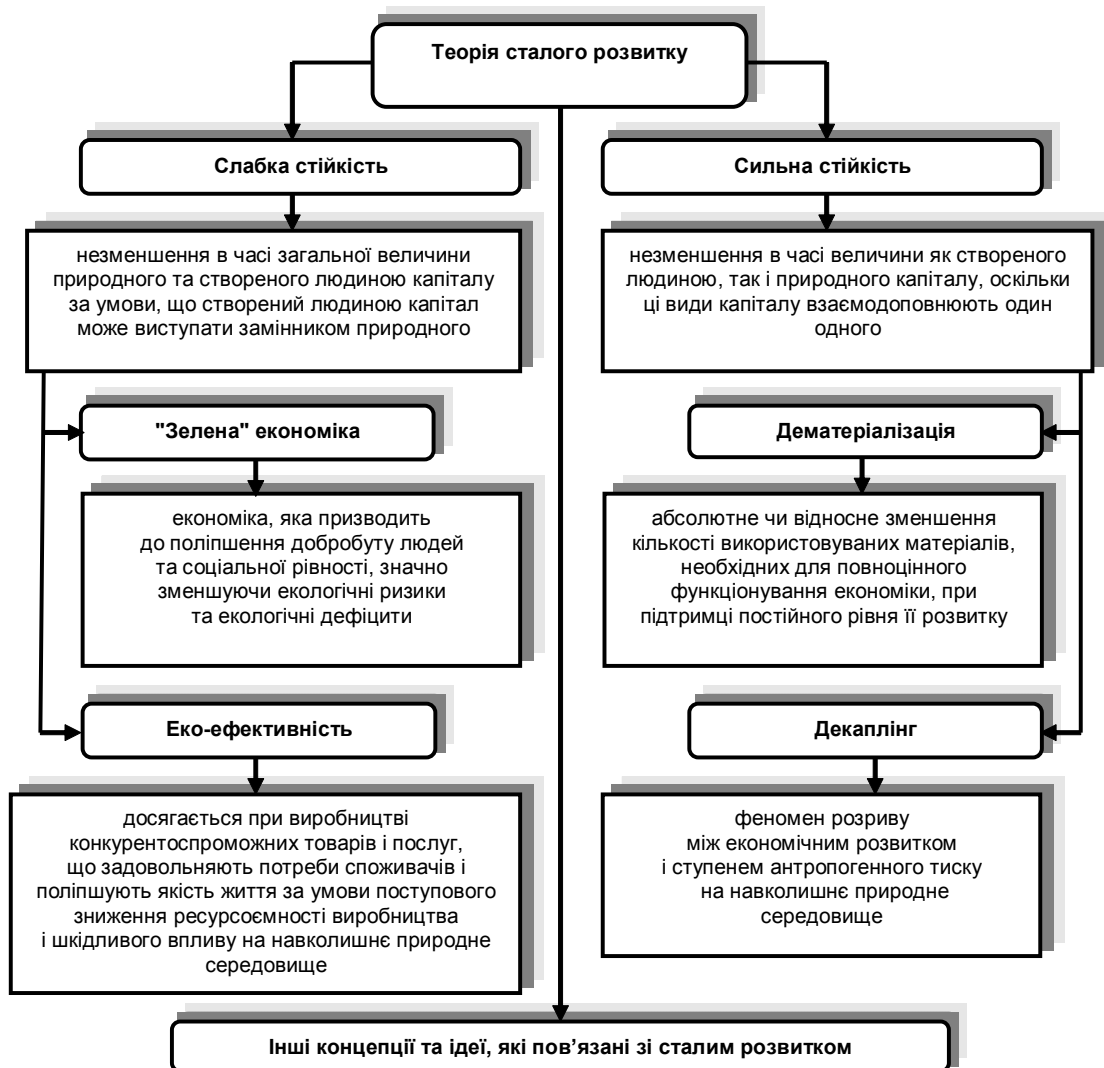 Теорія сталого розвитку
Слабка стійкість
незменшення в часі загальної величини
природного та створеного людиною капіталу
за умови, що створений людиною капітал
може виступати замінником природного
"Зелена" економіка
економіка, яка призводить
до поліпшення добробуту людей
та соціальної рівності, значно
зменшуючи екологічні ризики
та екологічні дефіцити
Еко-ефективність
досягається при виробництві
конкурентоспроможних товарів і послуг,
що задовольняють потреби споживачів і
поліпшують якість життя за умови поступового
зниження ресурсоємності виробництва
і шкідливого впливу на навколишнє природне
середовище
Сильна стійкість
незменшення в часі величини як створеного
людиною, так і природного капіталу, оскільки
ці види капіталу взаємодоповнюють один
одного
Дематеріалізація
абсолютне чи відносне зменшення
кількості використовуваних матеріалів,
необхідних для повноцінного
функціонування економіки, при
підтримці постійного рівня її розвитку
Декаплінг
феномен розриву
між економічним розвитком
і ступенем антропогенного тиску
на навколишнє природне
середовище
Інші концепції та ідеї, які пов’язані зі сталим розвитком